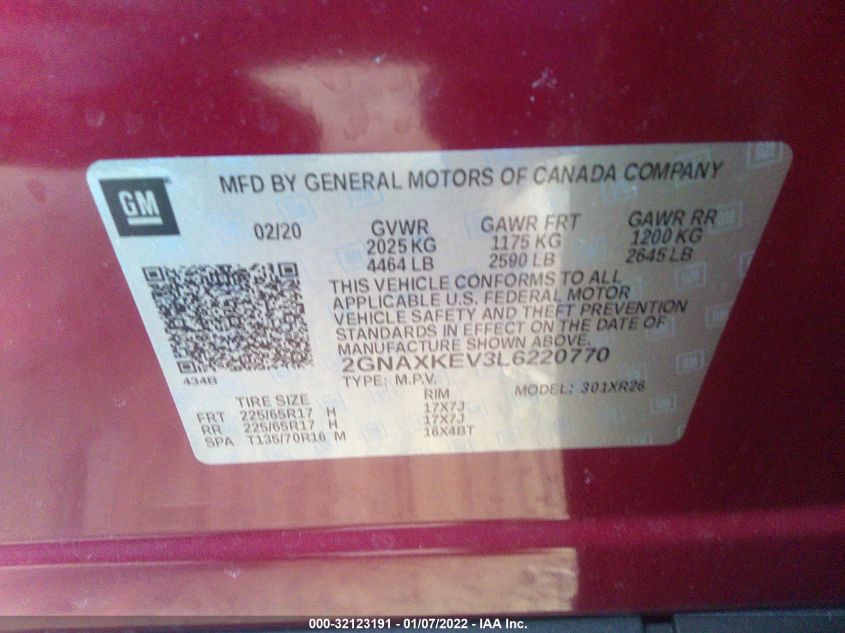 GM
MFD BY GENERAL MOTORS OF CANADA COMPANY
02/20 GVWR GAWR FRT GAWR RR
2025 KG 1175 KG 1200 KG
4464 LB 2590 LB 2645 LB
THIS VEHICLE CONFORMS TO ALL
APPLICABLE U.S. FEDERAL MOTOR
VEHICLE SAFETY AND THEFT PREVENTION
STANDARDS IN EFFECT ON THE DATE OF
MANUFACTURE SHOWN ABOVE.
2GNAXKEV3L6220770
434B
TYPE: M.P.V. MODEL: 301XR26
TIRE SIZE RIM
FRT 225/65R17 H 17X7J
RR 225/65R17 H 17X7J
SPA T135/70R16 M 16X4BT
000-32123191 - 01/07/2022 - IAA Inc.